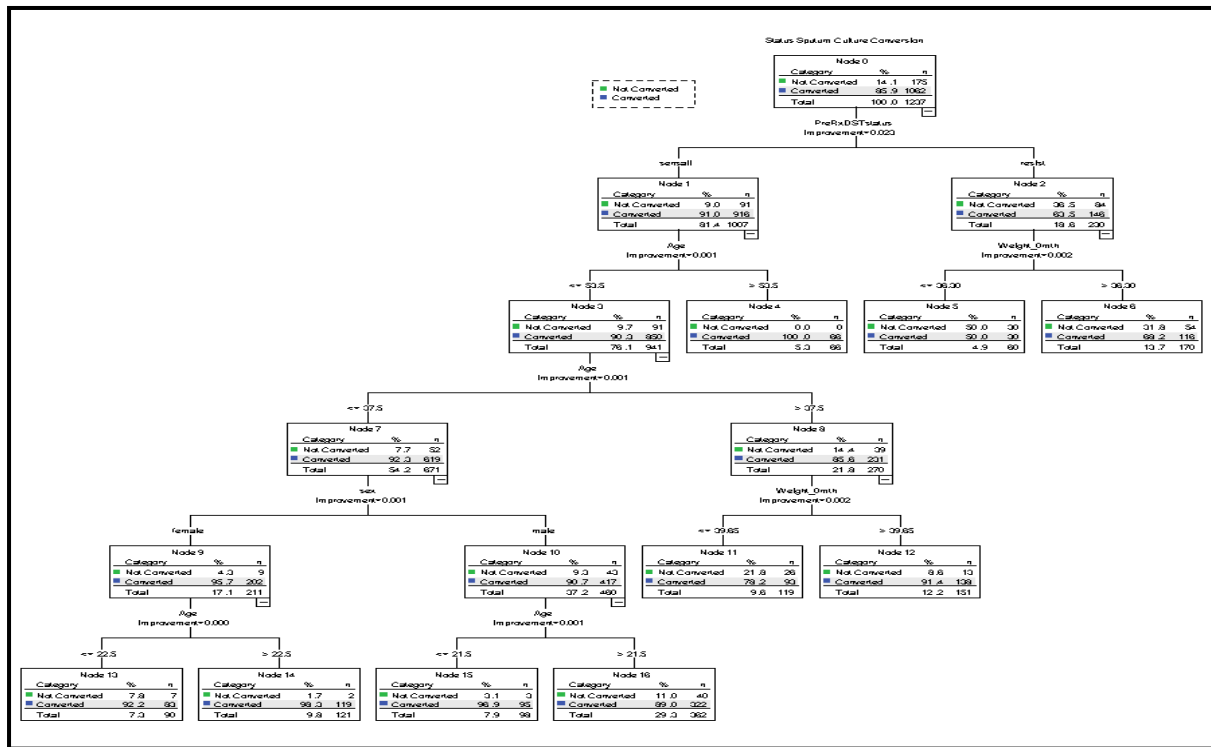 Status Sputum Culture Conversion
Not Converted
Converted
Node 0
Category % n
Not Converted 14.1 175
Converted 85.9 1062
Total 100.0 1237
PreRxDSTstatus
Improvement=0.023
sensall
resist
Node 1
Category % n
Not Converted 9.0 91
Converted 91.0 916
Total 81.4 1007
Age
Improvement=0.001
Node 2
Category % n
Not Converted 36.5 84
Converted 63.5 146
Total 18.6 230
Weight_0mth
Improvement=0.002
<= 53.5
> 53.5
<= 36.30
> 36.30
Node 3
Category % n
Not Converted 9.7 91
Converted 90.3 850
Total 76.1 941
Age
Improvement=0.001
Node 4
Category % n
Not Converted 0.0 0
Converted 100.0 66
Total 5.3 66
Node 5
Category % n
Not Converted 50.0 30
Converted 50.0 30
Total 4.9 60
Node 6
Category % n
Not Converted 31.8 54
Converted 68.2 116
Total 13.7 170
<= 37.5
> 37.5
Node 7
Category % n
Not Converted 7.7 52
Converted 92.3 619
Total 54.2 671
sex
Improvement=0.001
Node 8
Category % n
Not Converted 14.4 39
Converted 85.6 231
Total 21.8 270
Weight_0mth
Improvement=0.002
female
male
<= 39.65
> 39.65
Node 9
Category % n
Not Converted 4.3 9
Converted 95.7 202
Total 17.1 211
Age
Improvement=0.000
Node 10
Category % n
Not Converted 9.3 43
Converted 90.7 417
Total 37.2 460
Age
Improvement=0.001
Node 11
Category % n
Not Converted 21.8 26
Converted 78.2 93
Total 9.6 119
Node 12
Category % n
Not Converted 8.6 13
Converted 91.4 138
Total 12.2 151
<= 22.5
> 22.5
<= 21.5
> 21.5
Node 13
Category % n
Not Converted 7.8 7
Converted 92.2 83
Total 7.3 90
Node 14
Category % n
Not Converted 1.7 2
Converted 98.3 119
Total 9.8 121
Node 15
Category % n
Not Converted 3.1 3
Converted 96.9 95
Total 7.9 98
Node 16
Category % n
Not Converted 11.0 40
Converted 89.0 322
Total 29.3 362